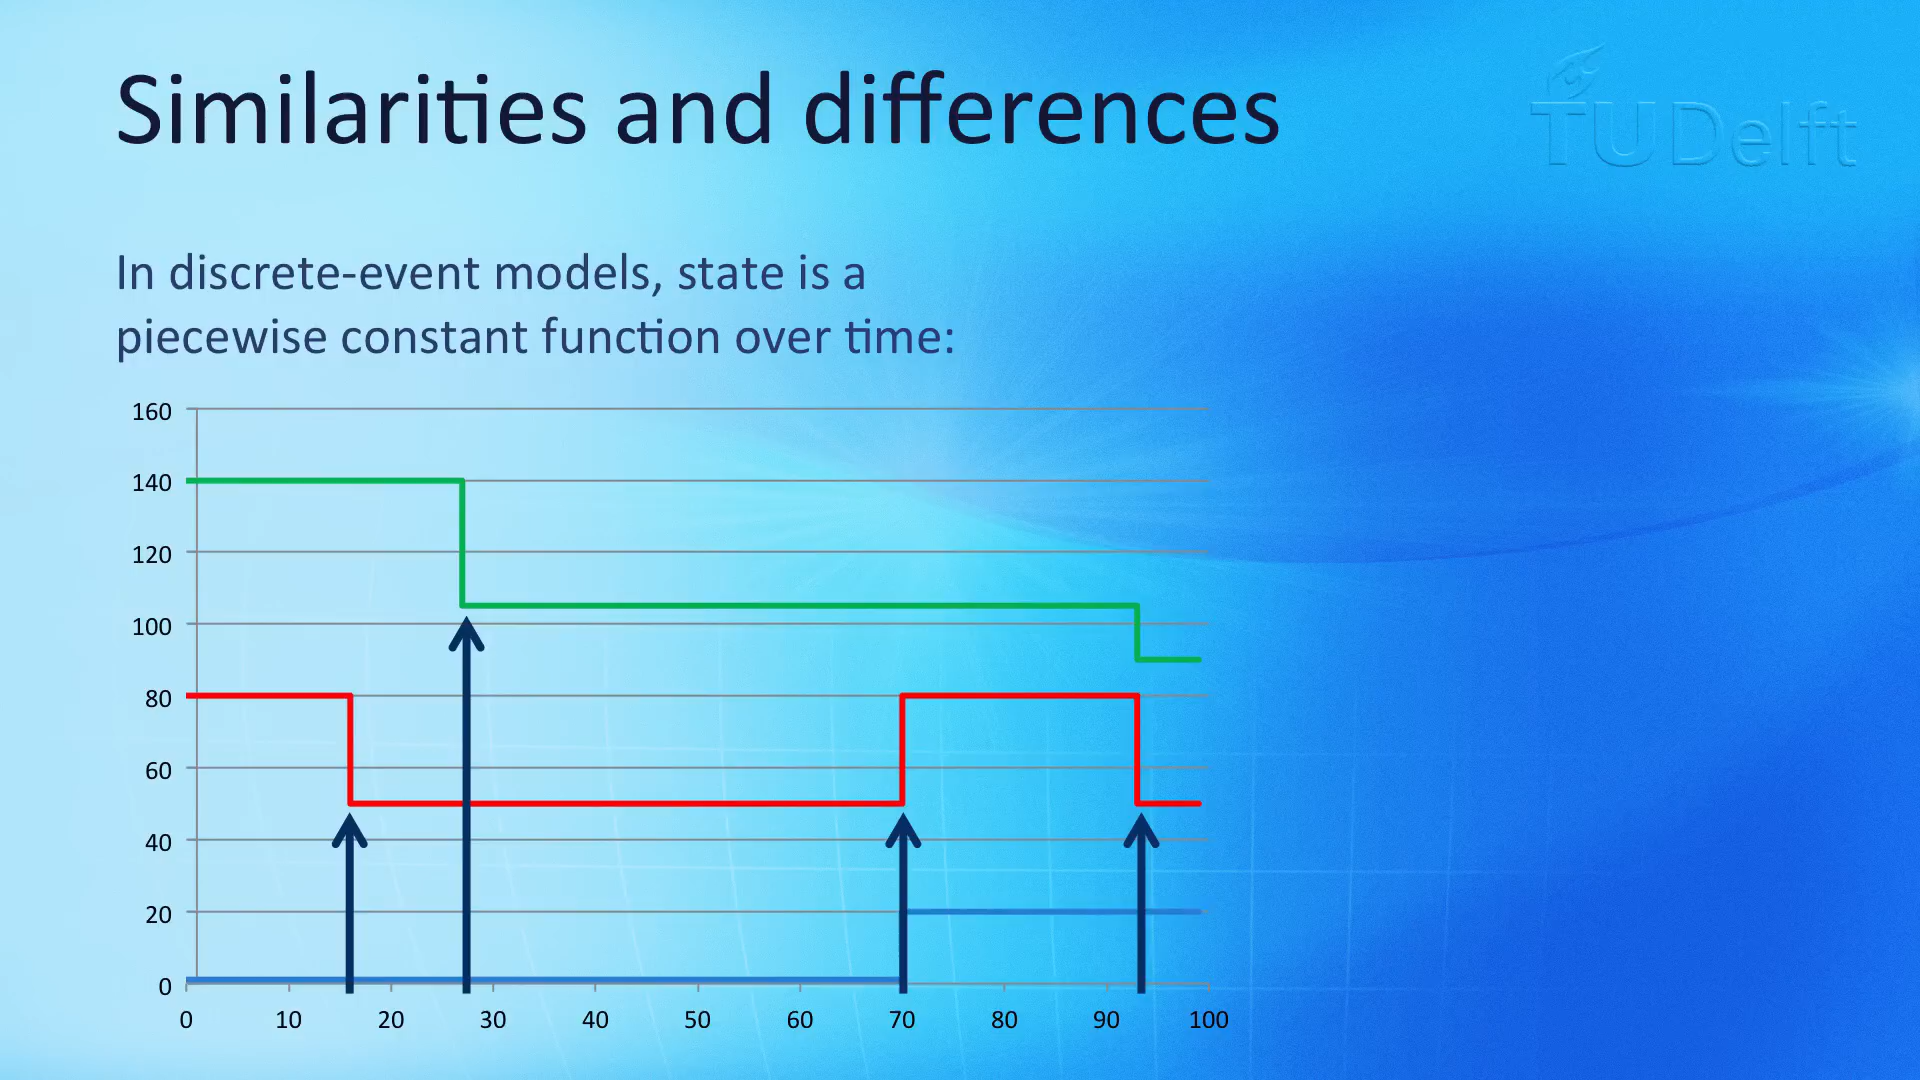 Similarities and differences
TU Delft
In discrete-event models, state is a
piecewise constant function over time:
160
140
120
100
80
60
40
20
0
0 10 20 30 40 50 60 70 80 90 100